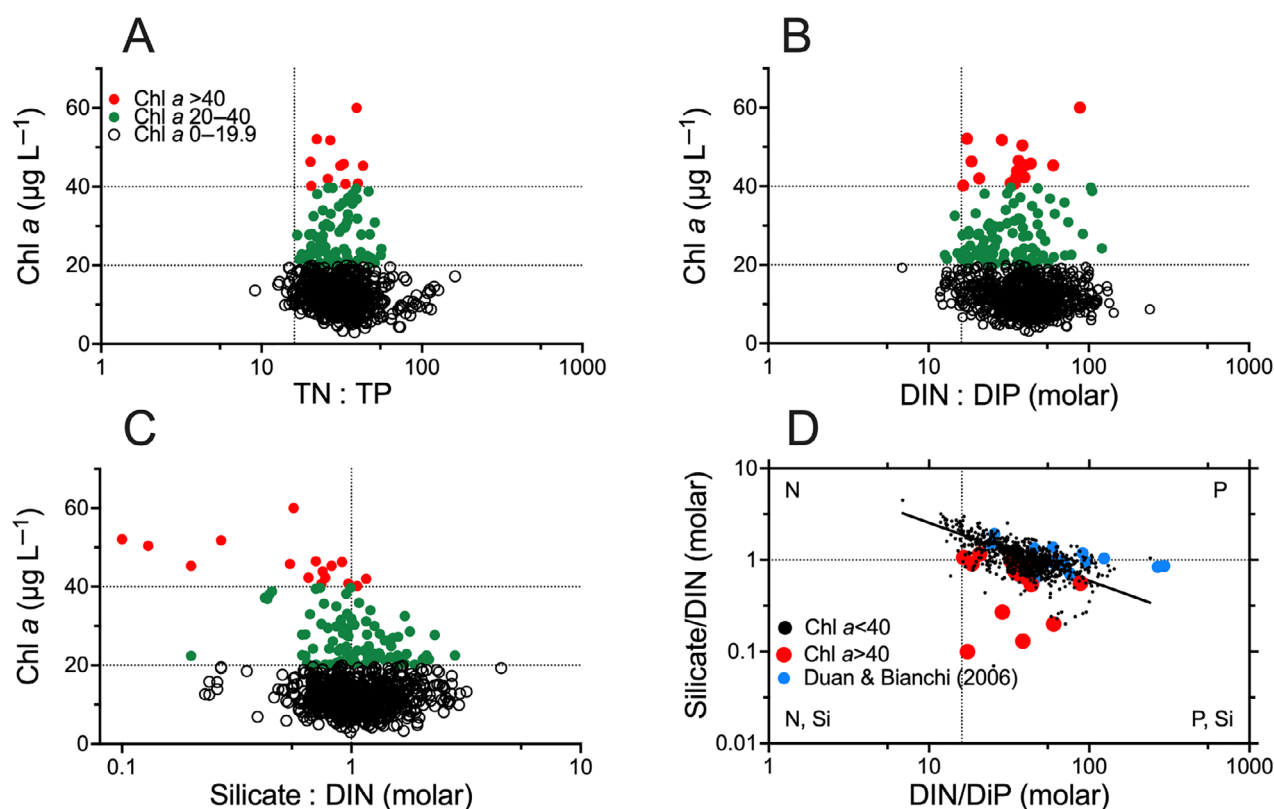 A
Chl a (µg L−1)
60
40
20
0
Chl a >40
Chl a 20–40
Chl a 0–19.9
1
10
100
1000
TN : TP
B
Chl a (µg L−1)
60
40
20
0
1
10
100
1000
DIN : DIP (molar)
C
Chl a (µg L−1)
60
40
20
0
0.1
1
10
Silicate : DIN (molar)
D
Silicate/DIN (molar)
10
1
0.1
0.01
N
P
Chl a<40
Chl a>40
Duan & Bianchi (2006)
N, Si
P, Si
1
10
100
1000
DIN/DiP (molar)